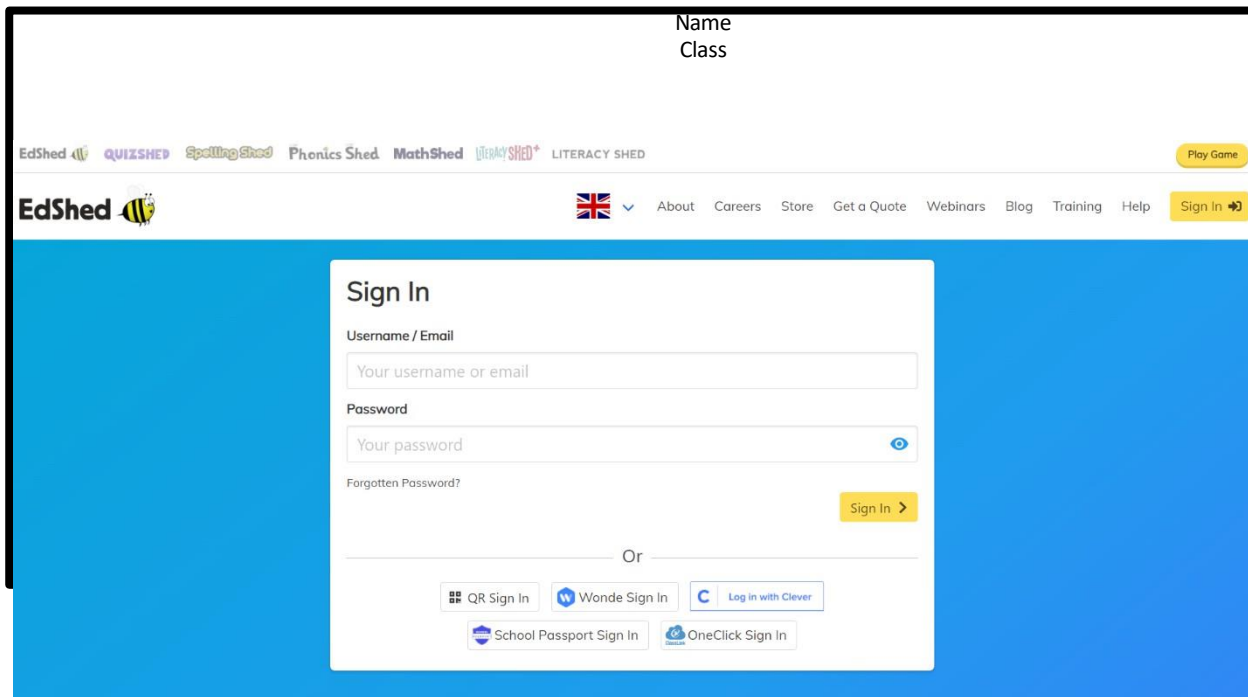 Name
Class
EdShed QUIZSHED Spelling Shed Phonics Shed MathShed LITERACY SHED+ LITERACY SHED Play Game
EdShed About Careers Store Get a Quote Webinars Blog Training Help Sign In
Sign In
Username / Email
Your username or email
Password
Your password
Forgotten Password?
Sign In
Or
QR Sign In W Wonde Sign In C Log in with Clever
School Passport Sign In OneClick Sign In